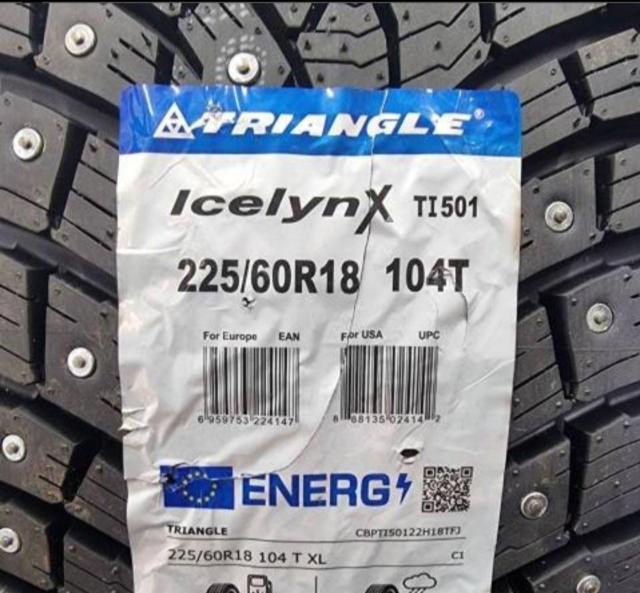 TRIANGLE
IcelynX TI501
225/60R18 104T
For Europe EAN For USA UPC
6 959753 224147 8 88135 02414 2
ENERG
TRIANGLE CBPTI50122H18TFJ
225/60R18 104 T XL C1